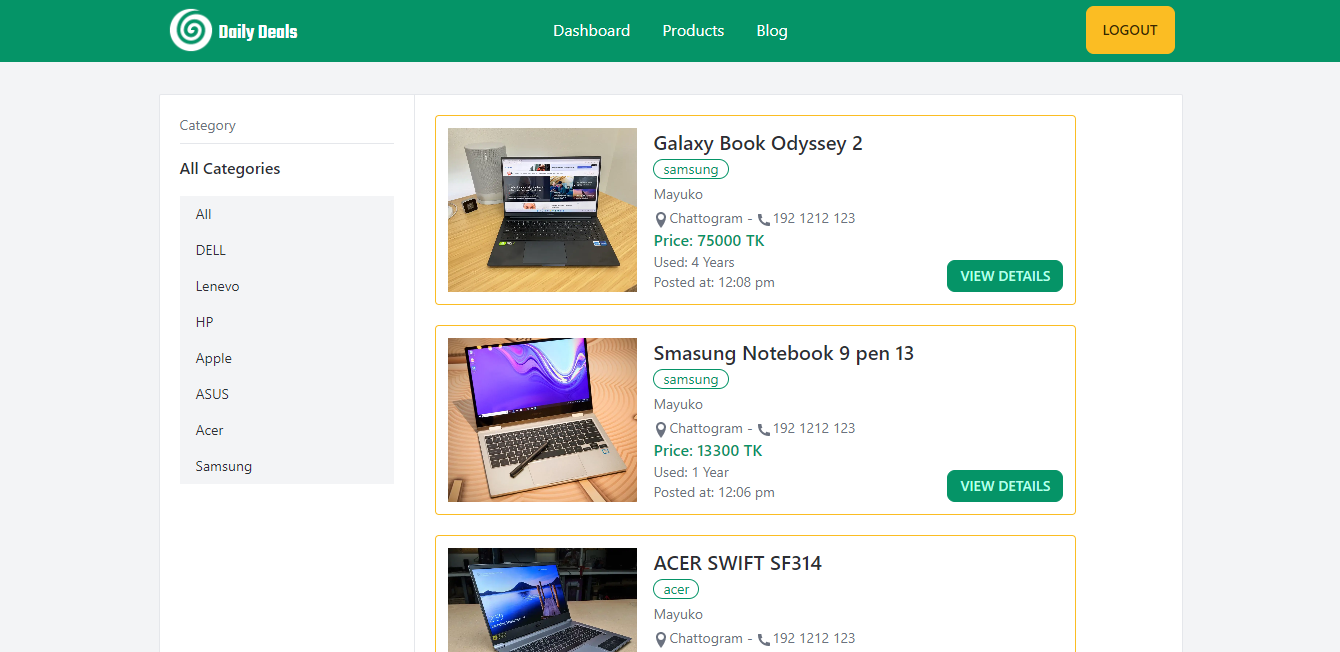 Daily Deals
Dashboard Products Blog
LOGOUT
Category
All Categories
All
DELL
Lenevo
HP
Apple
ASUS
Acer
Samsung
Galaxy Book Odyssey 2
samsung
Mayuko
Chattogram - 192 1212 123
Price: 75000 TK
Used: 4 Years
Posted at: 12:08 pm
VIEW DETAILS
Smasung Notebook 9 pen 13
samsung
Mayuko
Chattogram - 192 1212 123
Price: 13300 TK
Used: 1 Year
Posted at: 12:06 pm
VIEW DETAILS
ACER SWIFT SF314
acer
Mayuko
Chattogram - 192 1212 123